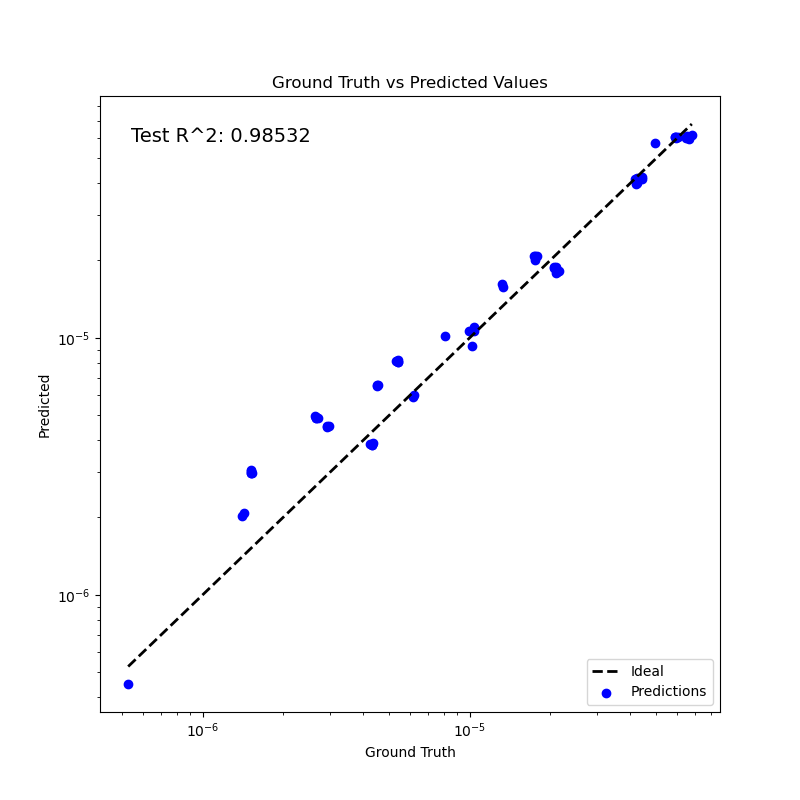 Ground Truth vs Predicted Values
Test R^2: 0.98532
10⁻⁵
10⁻⁶
Predicted
Ideal
Predictions
10⁻⁶
10⁻⁵
Ground Truth